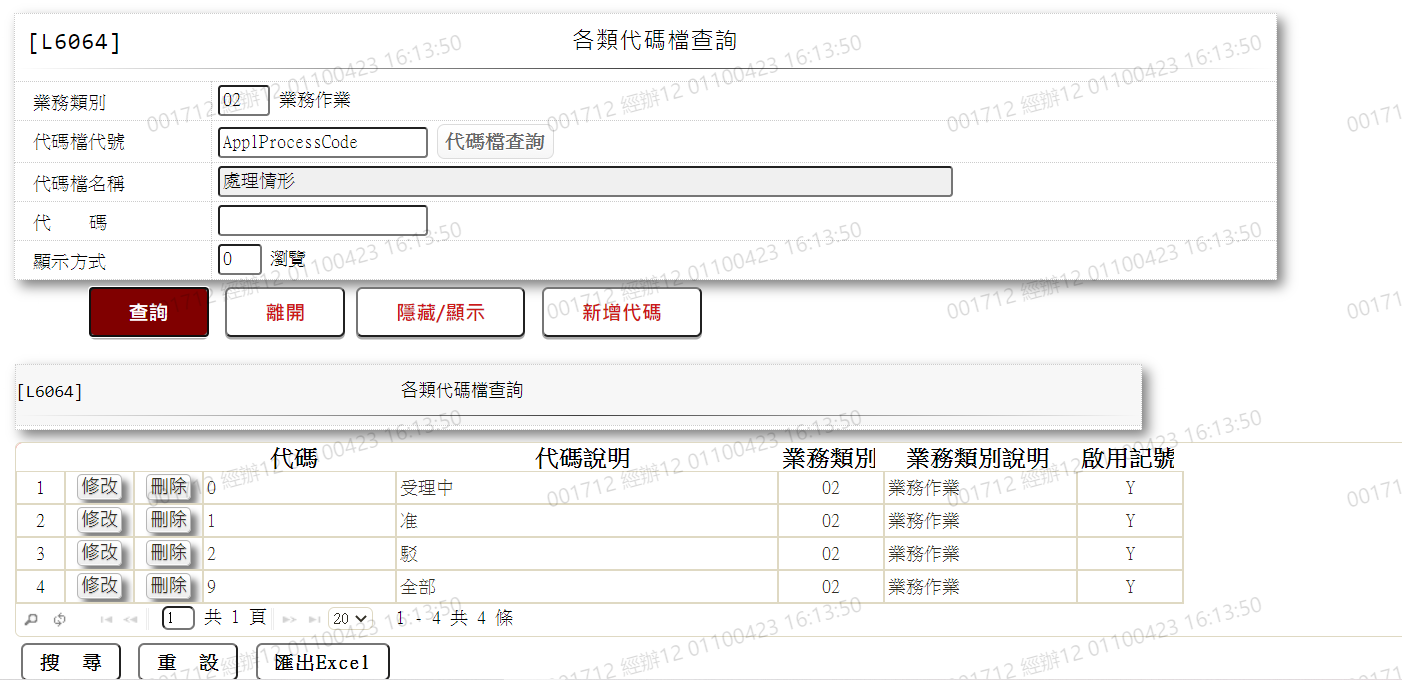 [L6064] 各類代碼檔查詢
業務類別 02 業務作業
代碼檔代號 ApplProcessCode 代碼檔查詢
代碼檔名稱 處理情形
代 碼
顯示方式 0 瀏覽
查詢 離開 隱藏/顯示 新增代碼
[L6064] 各類代碼檔查詢
代碼 代碼說明 業務類別 業務類別說明 啟用記號
1 修改 刪除 0 受理中 02 業務作業 Y
2 修改 刪除 1 准 02 業務作業 Y
3 修改 刪除 2 駁 02 業務作業 Y
4 修改 刪除 9 全部 02 業務作業 Y
1 共 1 頁 20 1 - 4 共 4 條
搜 尋 重 設 匯出Excel
001712 經辦12 01100423 16:13:50